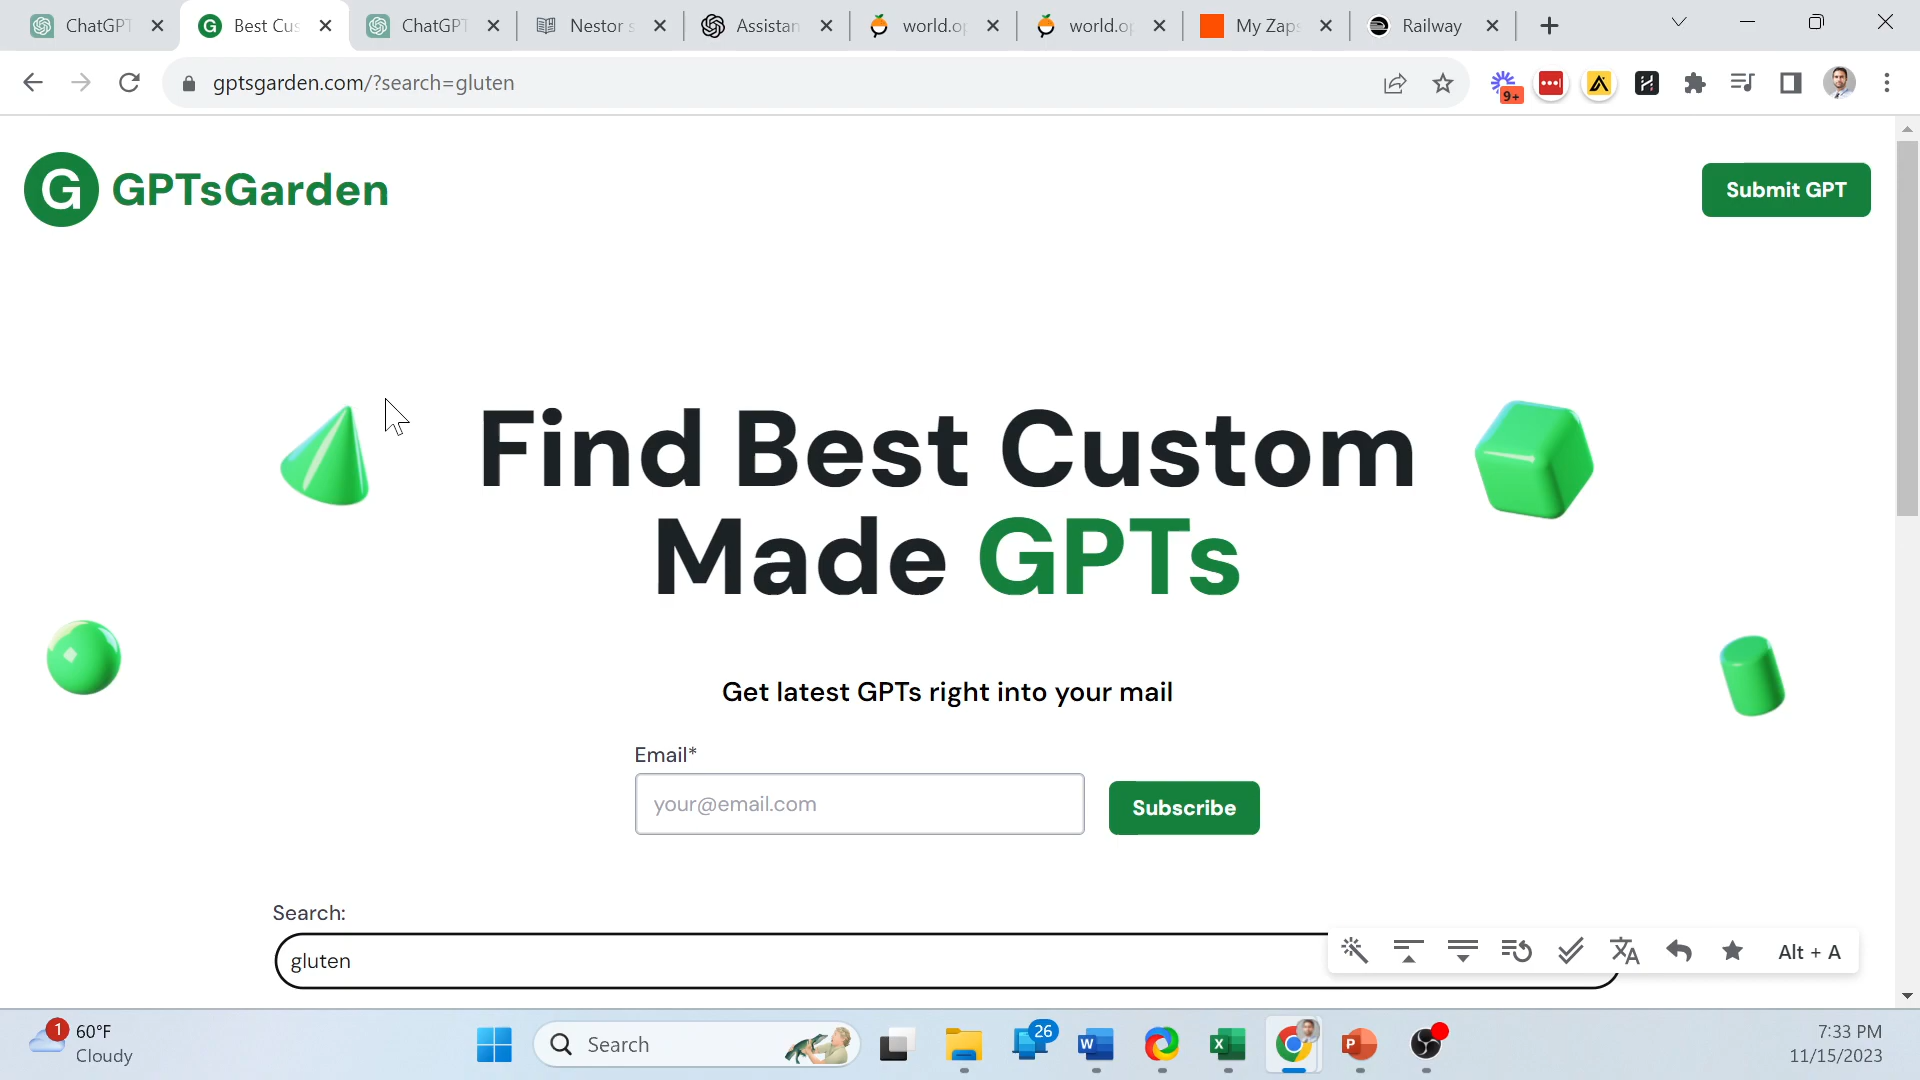 ChatGPT
Best Cus
ChatGPT
Nestor s
Assistan
world.op
world.op
My Zaps
Railway
gptsgarden.com/?search=gluten
9+
G GPTsGarden
Submit GPT
Find Best Custom
Made GPTs
Get latest GPTs right into your mail
Email*
your@email.com
Subscribe
Search:
gluten
Alt + A
1
60°F
Cloudy
Search
26
7:33 PM
11/15/2023